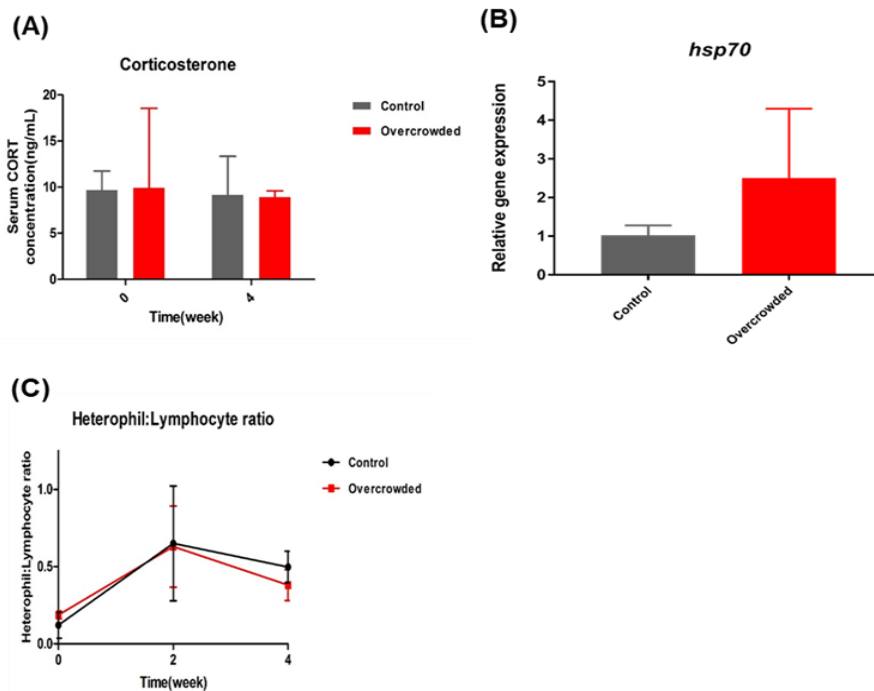 (A)
Corticosterone
Serum CORT
concentration(ng/mL)
20
15
10
5
0
0
4
Time(week)
Control
Overcrowded
(B)
hsp70
Relative gene expression
5
4
3
2
1
0
Control
Overcrowded
(C)
Heterophil:Lymphocyte ratio
Heterophil:Lymphocyte ratio
1.0
0.5
0.0
0
2
4
Time(week)
Control
Overcrowded